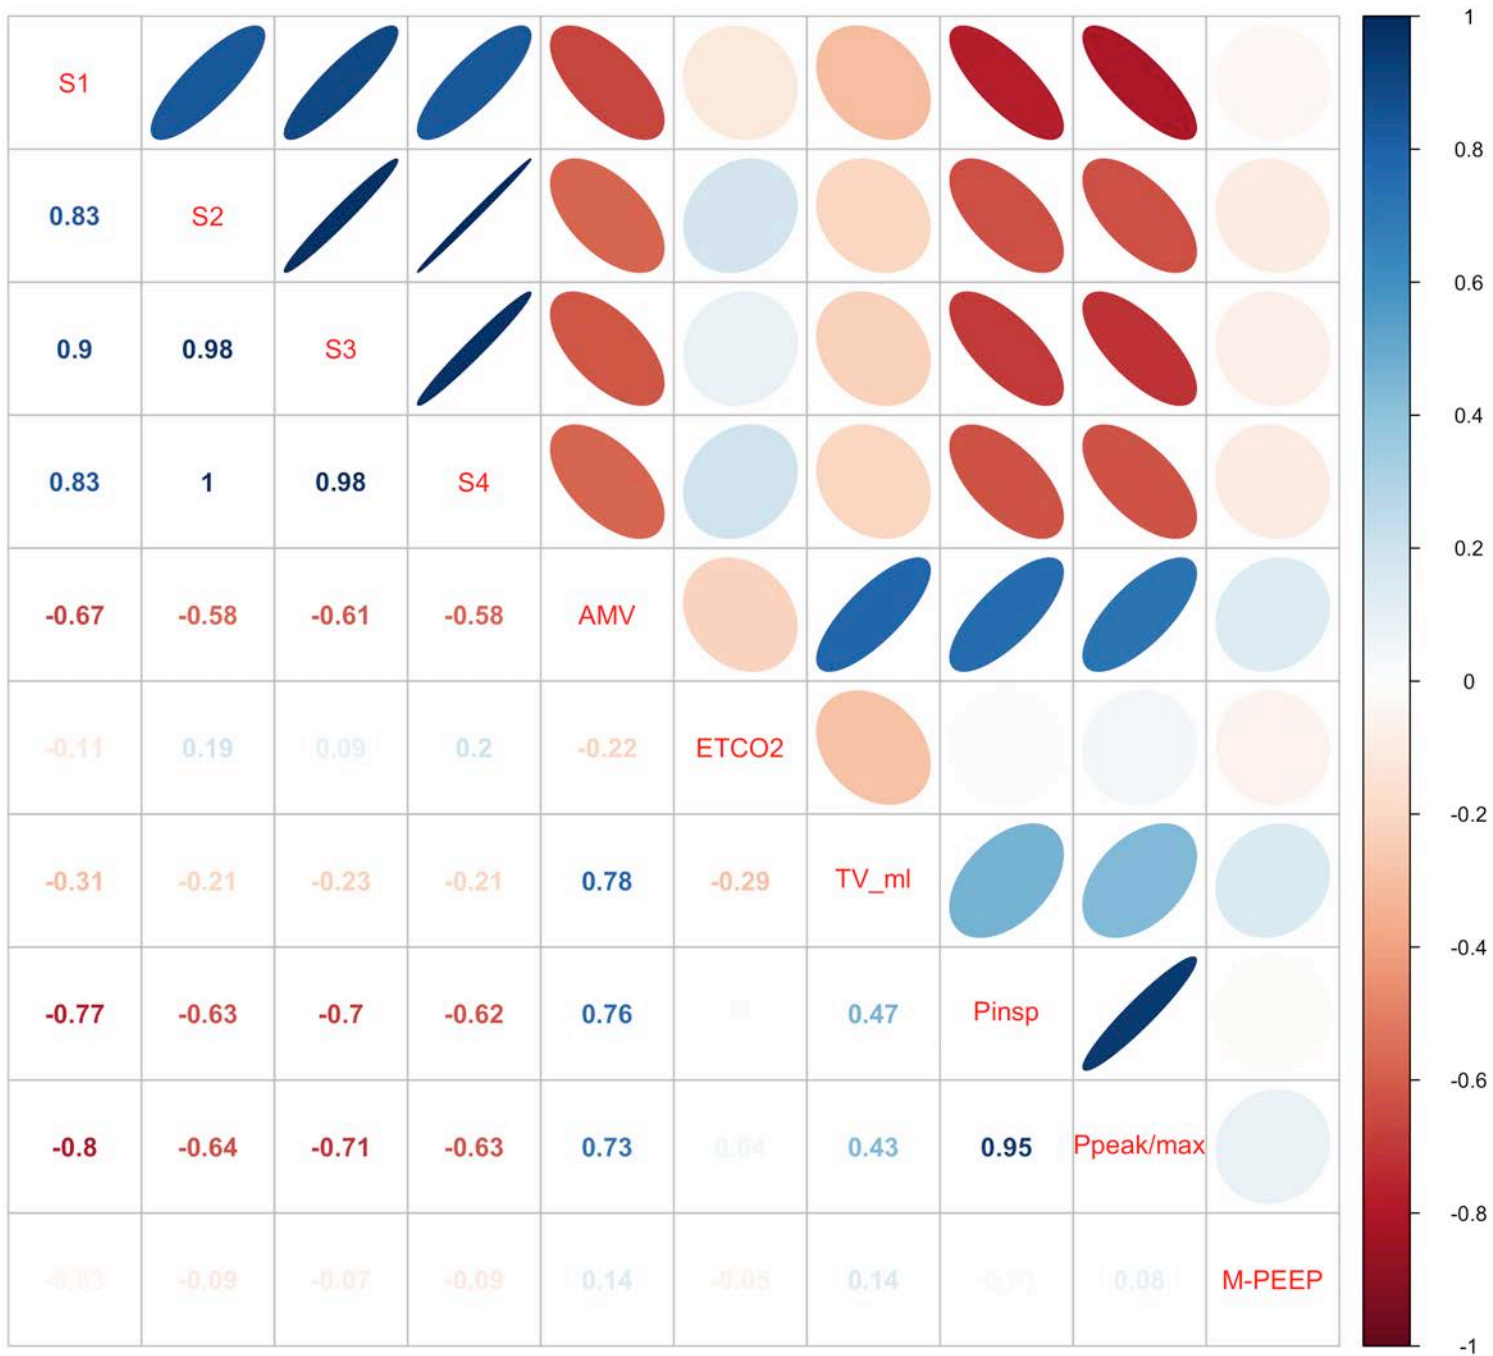 S1
0.83 S2
0.9 0.98 S3
0.83 1 0.98 S4
-0.67 -0.58 -0.61 -0.58 AMV
-0.11 0.19 0.09 0.2 -0.22 ETCO2
-0.31 -0.21 -0.23 -0.21 0.78 -0.29 TV_ml
-0.77 -0.63 -0.7 -0.62 0.76 0.47 Pinsp
-0.8 -0.64 -0.71 -0.63 0.73 0.04 0.43 0.95 Ppeak/max
-0.03 -0.09 -0.07 -0.09 0.14 -0.05 0.14 0.08 M-PEEP
1
0.8
0.6
0.4
0.2
0
-0.2
-0.4
-0.6
-0.8
-1